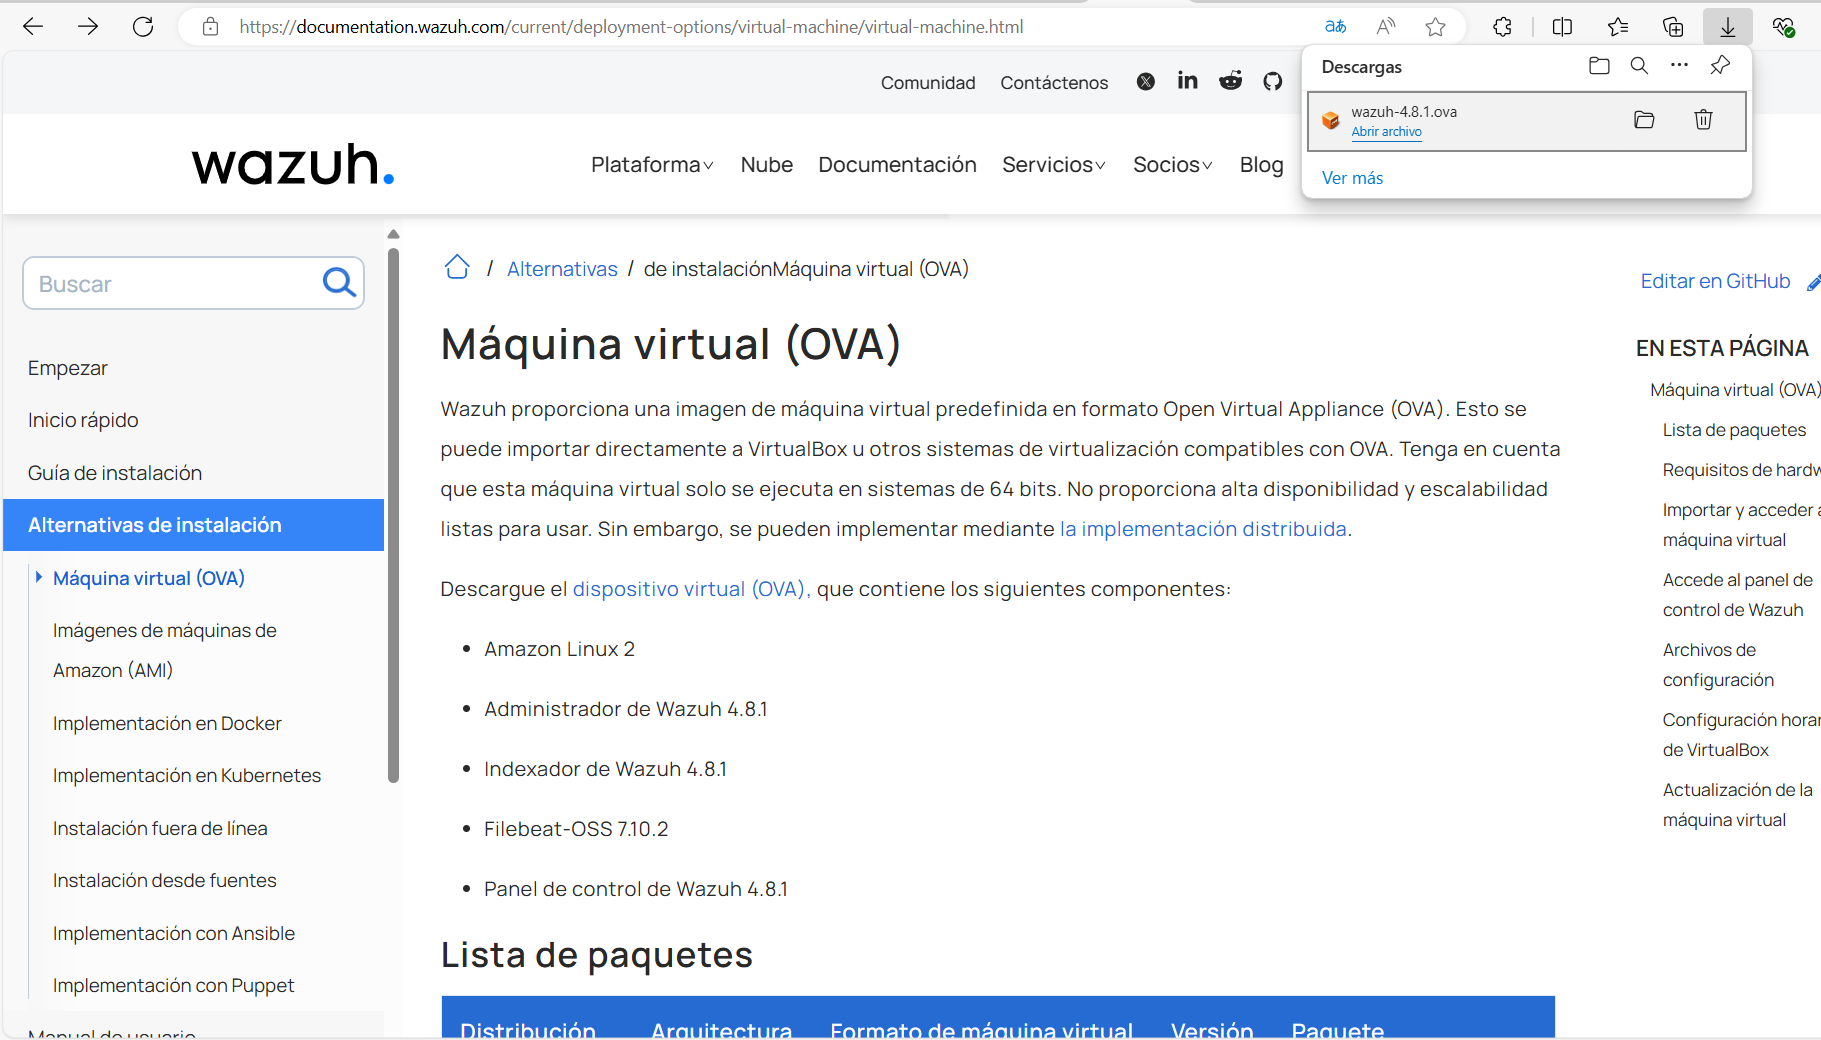 https://documentation.wazuh.com/current/deployment-options/virtual-machine/virtual-machine.html
Descargas
wazuh-4.8.1.ova
Abrir archivo
Ver más
Comunidad Contáctenos
wazuh.
Plataforma Nube Documentación Servicios Socios Blog
Buscar
Empezar
Inicio rápido
Guía de instalación
Alternativas de instalación
Máquina virtual (OVA)
Imágenes de máquinas de
Amazon (AMI)
Implementación en Docker
Implementación en Kubernetes
Instalación fuera de línea
Instalación desde fuentes
Implementación con Ansible
Implementación con Puppet
Manual de usuario
/ Alternativas / de instalaciónMáquina virtual (OVA)
Máquina virtual (OVA)
Wazuh proporciona una imagen de máquina virtual predefinida en formato Open Virtual Appliance (OVA). Esto se
puede importar directamente a VirtualBox u otros sistemas de virtualización compatibles con OVA. Tenga en cuenta
que esta máquina virtual solo se ejecuta en sistemas de 64 bits. No proporciona alta disponibilidad y escalabilidad
listas para usar. Sin embargo, se pueden implementar mediante la implementación distribuida.
Descargue el dispositivo virtual (OVA), que contiene los siguientes componentes:
• Amazon Linux 2
• Administrador de Wazuh 4.8.1
• Indexador de Wazuh 4.8.1
• Filebeat-OSS 7.10.2
• Panel de control de Wazuh 4.8.1
Lista de paquetes
Distribución Arquitectura Formato de máquina virtual Versión Paquete
Editar en GitHub
EN ESTA PÁGINA
Máquina virtual (OVA)
Lista de paquetes
Requisitos de hardw
Importar y acceder a
máquina virtual
Accede al panel de
control de Wazuh
Archivos de
configuración
Configuración horar
de VirtualBox
Actualización de la
máquina virtual